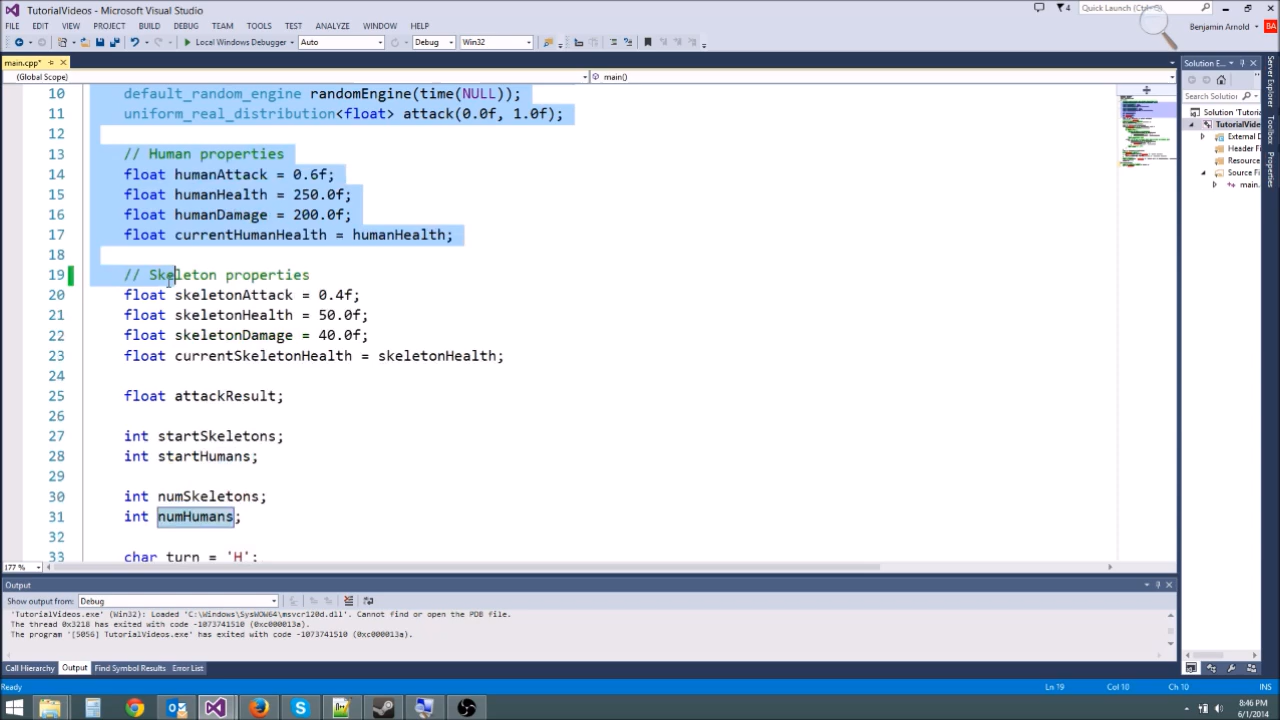 TutorialVideos - Microsoft Visual Studio
4
Quick Launch (Ctrl+Q)
FILE EDIT VIEW PROJECT BUILD DEBUG TEAM TOOLS TEST ANALYZE WINDOW HELP
Benjamin Arnold BA
Local Windows Debugger Auto Debug Win32
main.cpp*
Solution E...
(Global Scope) main()
10 default_random_engine randomEngine(time(NULL));
11 uniform_real_distribution<float> attack(0.0f, 1.0f);
12
13 // Human properties
14 float humanAttack = 0.6f;
15 float humanHealth = 250.0f;
16 float humanDamage = 200.0f;
17 float currentHumanHealth = humanHealth;
18
19 // Skeleton properties
20 float skeletonAttack = 0.4f;
21 float skeletonHealth = 50.0f;
22 float skeletonDamage = 40.0f;
23 float currentSkeletonHealth = skeletonHealth;
24
25 float attackResult;
26
27 int startSkeletons;
28 int startHumans;
29
30 int numSkeletons;
31 int numHumans;
32
33 char turn = 'H';
177 %
Search Solution
Solution 'Tutor
TutorialVide
External D
Header Fi
Resource
Source Fi
main.
Server Explorer
Toolbox
Properties
Output
Show output from: Debug
'TutorialVideos.exe' (Win32): Loaded 'C:\Windows\SysWOW64\msvcr120d.dll'. Cannot find or open the PDB file.
The thread 0x3218 has exited with code -1073741510 (0xc000013a).
The program '[5056] TutorialVideos.exe' has exited with code -1073741510 (0xc000013a).
Call Hierarchy Output Find Symbol Results Error List
Ready Ln 19 Col 10 Ch 10 INS
8:46 PM
6/1/2014